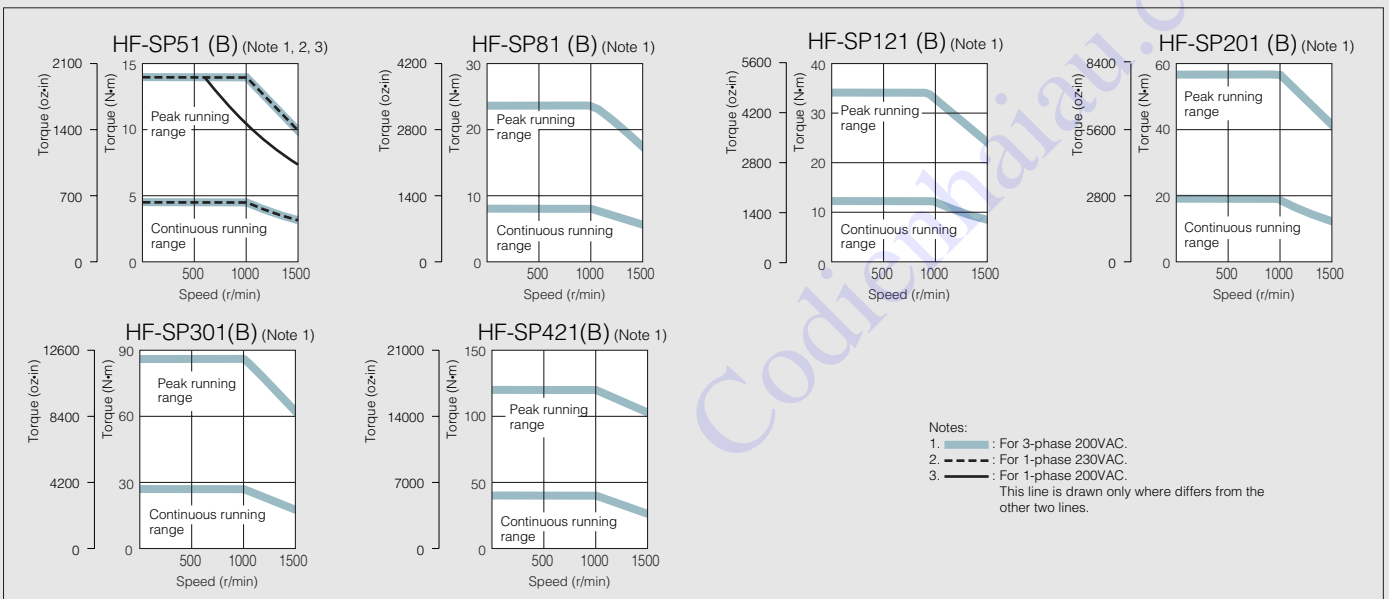 HF-SP51 (B) (Note 1, 2, 3)
Torque (oz•in)
2100
1400
700
0
Torque (N•m)
15
10
5
0
Peak running
range
Continuous running
range
500 1000 1500
Speed (r/min)
HF-SP81 (B) (Note 1)
Torque (oz•in)
4200
2800
1400
0
Torque (N•m)
30
20
10
0
Peak running
range
Continuous running
range
500 1000 1500
Speed (r/min)
HF-SP121 (B) (Note 1)
Torque (oz•in)
5600
4200
2800
1400
0
Torque (N•m)
40
30
20
10
0
Peak running
range
Continuous running
range
500 1000 1500
Speed (r/min)
HF-SP201 (B) (Note 1)
Torque (oz•in)
8400
5600
2800
0
Torque (N•m)
60
40
20
0
Peak running
range
Continuous running
range
500 1000 1500
Speed (r/min)
HF-SP301(B) (Note 1)
Torque (oz•in)
12600
8400
4200
0
Torque (N•m)
90
60
30
0
Peak running
range
Continuous running
range
500 1000 1500
Speed (r/min)
HF-SP421(B) (Note 1)
Torque (oz•in)
21000
14000
7000
0
Torque (N•m)
150
100
50
0
Peak running
range
Continuous running
range
500 1000 1500
Speed (r/min)
Notes:
1. : For 3-phase 200VAC.
2. : For 1-phase 230VAC.
3. : For 1-phase 200VAC.
This line is drawn only where differs from the
other two lines.
Codienhaiau.c